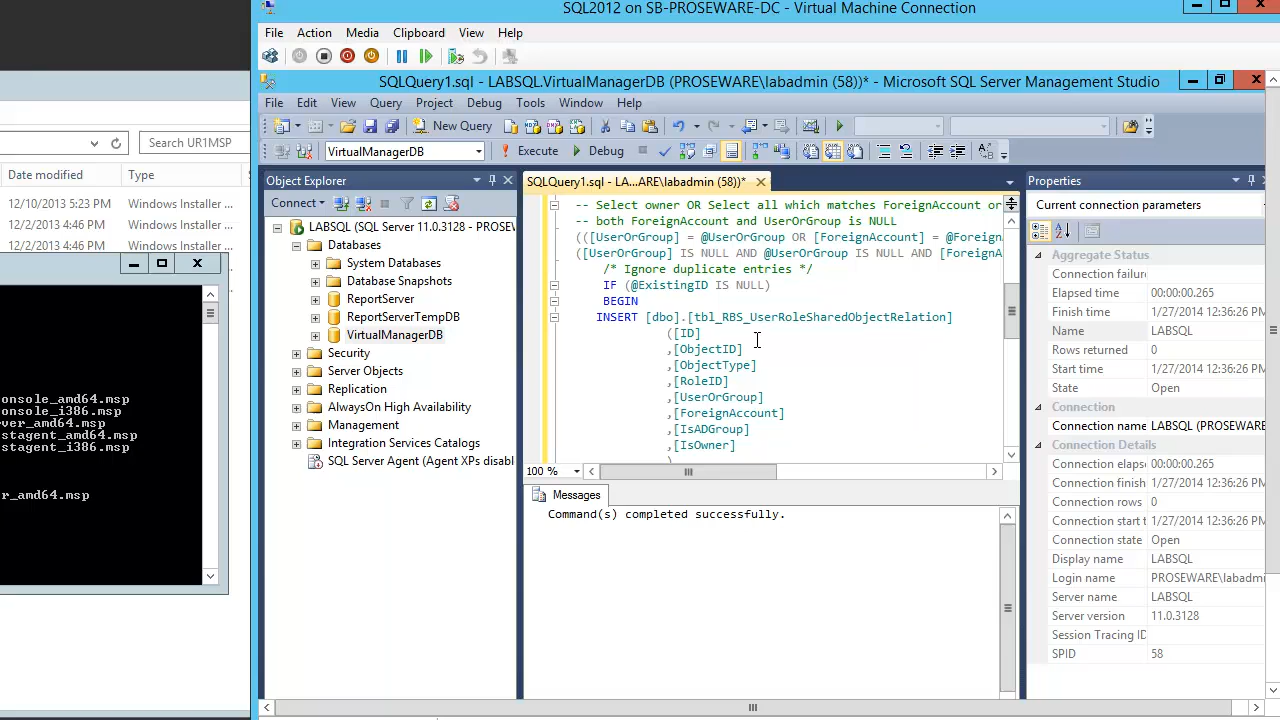 SQL2012 on SB-PROSEWARE-DC - Virtual Machine Connection
File Action Media Clipboard View Help
SQLQuery1.sql - LABSQL.VirtualManagerDB (PROSEWARE\labadmin (58))* - Microsoft SQL Server Management Studio
File Edit View Query Project Debug Tools Window Help
New Query
VirtualManagerDB
Execute
Debug
Search UR1MSP
Date modified Type
12/10/2013 5:23 PM Windows Installer ...
12/2/2013 4:46 PM Windows Installer ...
12/2/2013 4:46 PM Windows Installer ...
onsole_amd64.msp
onsole_i386.msp
ver_amd64.msp
stagent_amd64.msp
stagent_i386.msp
r_amd64.msp
Object Explorer
Connect
LABSQL (SQL Server 11.0.3128 - PROSEW
Databases
System Databases
Database Snapshots
ReportServer
ReportServerTempDB
VirtualManagerDB
Security
Server Objects
Replication
AlwaysOn High Availability
Management
Integration Services Catalogs
SQL Server Agent (Agent XPs disabl
SQLQuery1.sql - LA...ARE\labadmin (58))*
-- Select owner OR Select all which matches ForeignAccount or
-- both ForeignAccount and UserOrGroup is NULL
(([UserOrGroup] = @UserOrGroup OR [ForeignAccount] = @Foreign
([UserOrGroup] IS NULL AND @UserOrGroup IS NULL AND [ForeignA
/* Ignore duplicate entries */
IF (@ExistingID IS NULL)
BEGIN
INSERT [dbo].[tbl_RBS_UserRoleSharedObjectRelation]
([ID]
,[ObjectID]
,[ObjectType]
,[RoleID]
,[UserOrGroup]
,[ForeignAccount]
,[IsADGroup]
,[IsOwner]
)
100 %
Messages
Command(s) completed successfully.
Properties
Current connection parameters
Aggregate Status
Connection failure
Elapsed time 00:00:00.265
Finish time 1/27/2014 12:36:26 PM
Name LABSQL
Rows returned 0
Start time 1/27/2014 12:36:26 PM
State Open
Connection
Connection name LABSQL (PROSEWARE
Connection Details
Connection elaps 00:00:00.265
Connection finish 1/27/2014 12:36:26 PM
Connection rows 0
Connection start t 1/27/2014 12:36:26 PM
Connection state Open
Display name LABSQL
Login name PROSEWARE\labadmi
Server name LABSQL
Server version 11.0.3128
Session Tracing ID
SPID 58